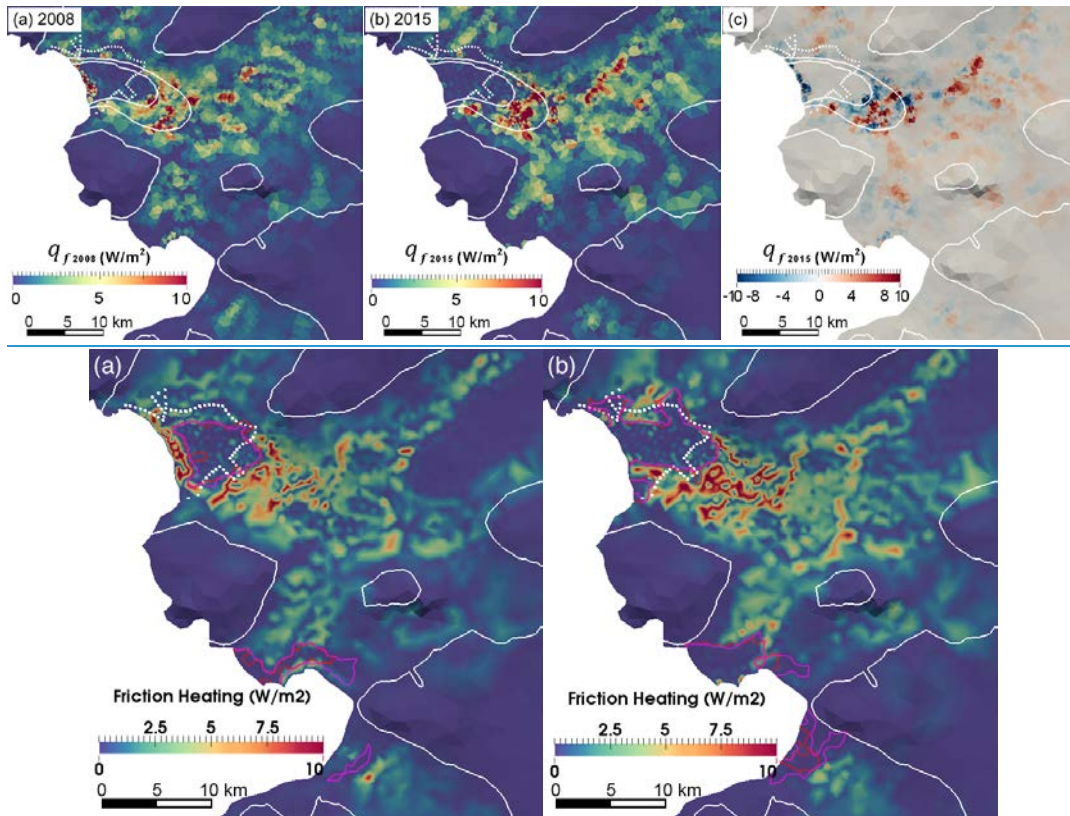 (a) 2008
(b) 2015
(c)
q f 2008 (W/m²)
0 5 10
0 5 10 km
q f 2015 (W/m²)
0 5 10
0 5 10 km
q f 2015 (W/m²)
-10 -8 -4 0 4 8 10
0 5 10 km
(a)
Friction Heating (W/m2)
2.5 5 7.5
0 10
0 5 10 km
(b)
Friction Heating (W/m2)
2.5 5 7.5
0 10
0 5 10 km